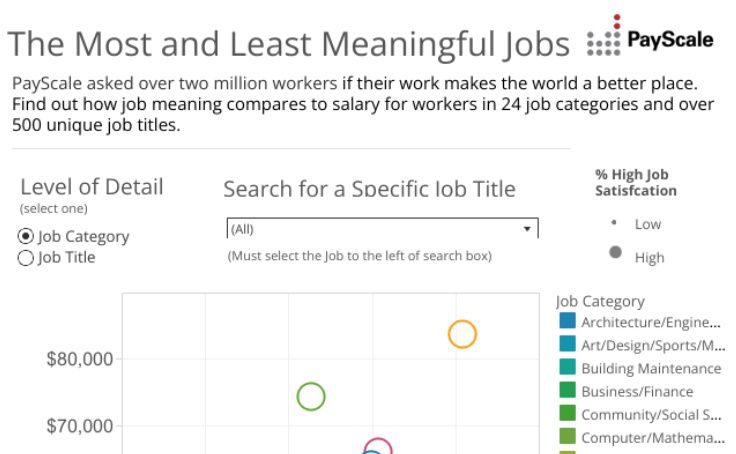 The Most and Least Meaningful Jobs
PayScale
PayScale asked over two million workers if their work makes the world a better place.
Find out how job meaning compares to salary for workers in 24 job categories and over
500 unique job titles.
Level of Detail
(select one)
Job Category
Job Title
Search for a Specific Job Title
(All)
(Must select the Job to the left of search box)
% High Job
Satisfcation
Low
High
$80,000
$70,000
Job Category
Architecture/Engine...
Art/Design/Sports/M...
Building Maintenance
Business/Finance
Community/Social S...
Computer/Mathema...